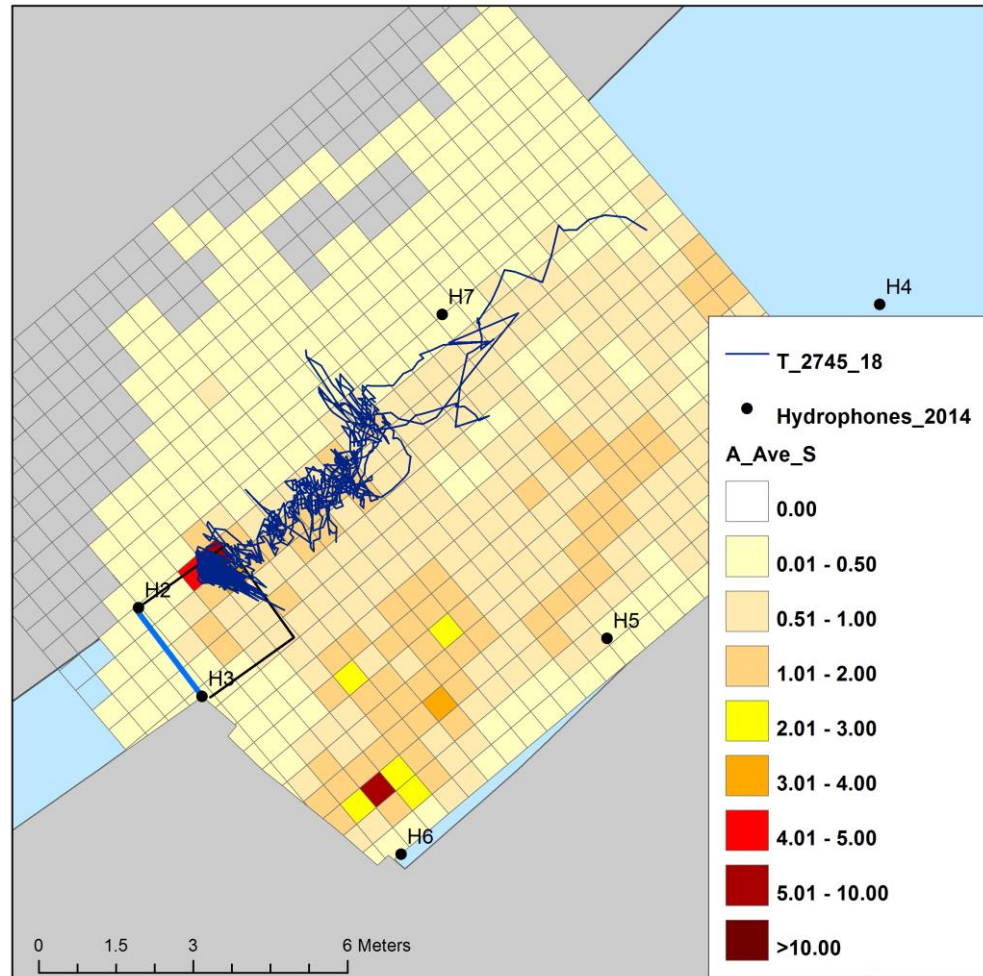 H4
H7
T_2745_18
Hydrophones_2014
A_Ave_S
0.00
0.01 - 0.50
H2
0.51 - 1.00
H5
1.01 - 2.00
H3
2.01 - 3.00
3.01 - 4.00
H6
4.01 - 5.00
5.01 - 10.00
>10.00
0 1.5 3 6 Meters